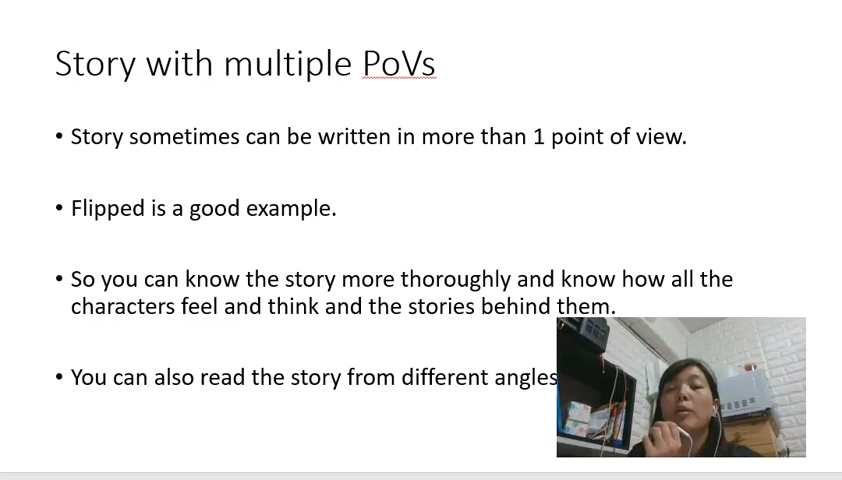 Story with multiple PoVs
• Story sometimes can be written in more than 1 point of view.
• Flipped is a good example.
• So you can know the story more thoroughly and know how all the
characters feel and think and the stories behind them.
• You can also read the story from different angles